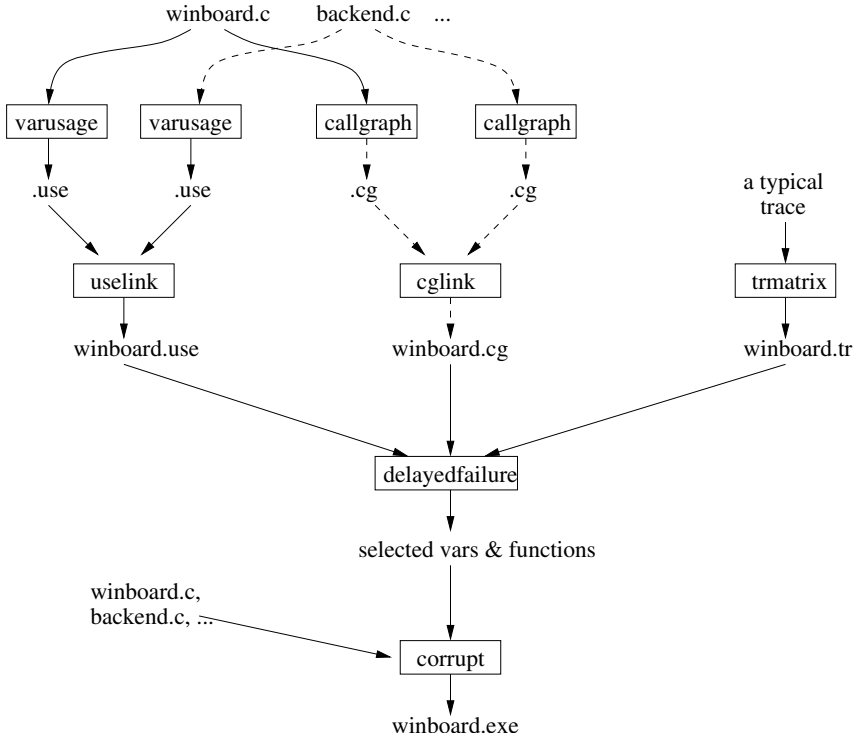 winboard.c backend.c ...
varusage varusage callgraph callgraph
.use .use .cg .cg
a typical
trace
uselink cglink trmatrix
winboard.use winboard.cg winboard.tr
delayedfailure
selected vars & functions
winboard.c,
backend.c, ...
corrupt
winboard.exe